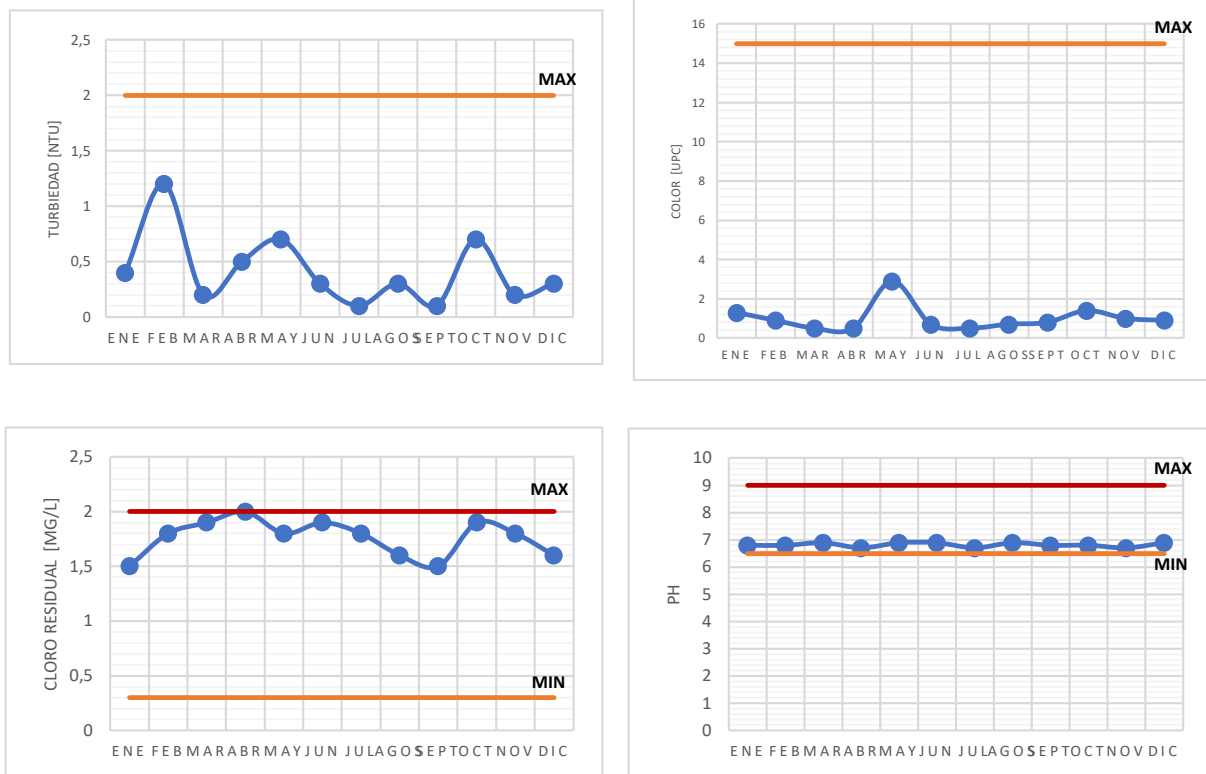 TURBIEDAD [NTU]
2,5
2
1,5
1
0,5
0
MAX
ENE FEB MAR ABR MAY JUN JUL AGOS SEPT OCT NOV DIC
COLOR [UPC]
16
14
12
10
8
6
4
2
0
MAX
ENE FEB MAR ABR MAY JUN JUL AGOS SEPT OCT NOV DIC
CLORO RESIDUAL [MG/L]
2,5
2
1,5
1
0,5
0
MAX
MIN
ENE FEB MAR ABR MAY JUN JUL AGOS SEPT OCT NOV DIC
PH
10
9
8
7
6
5
4
3
2
1
0
MAX
MIN
ENE FEB MAR ABR MAY JUN JUL AGOS SEPT OCT NOV DIC